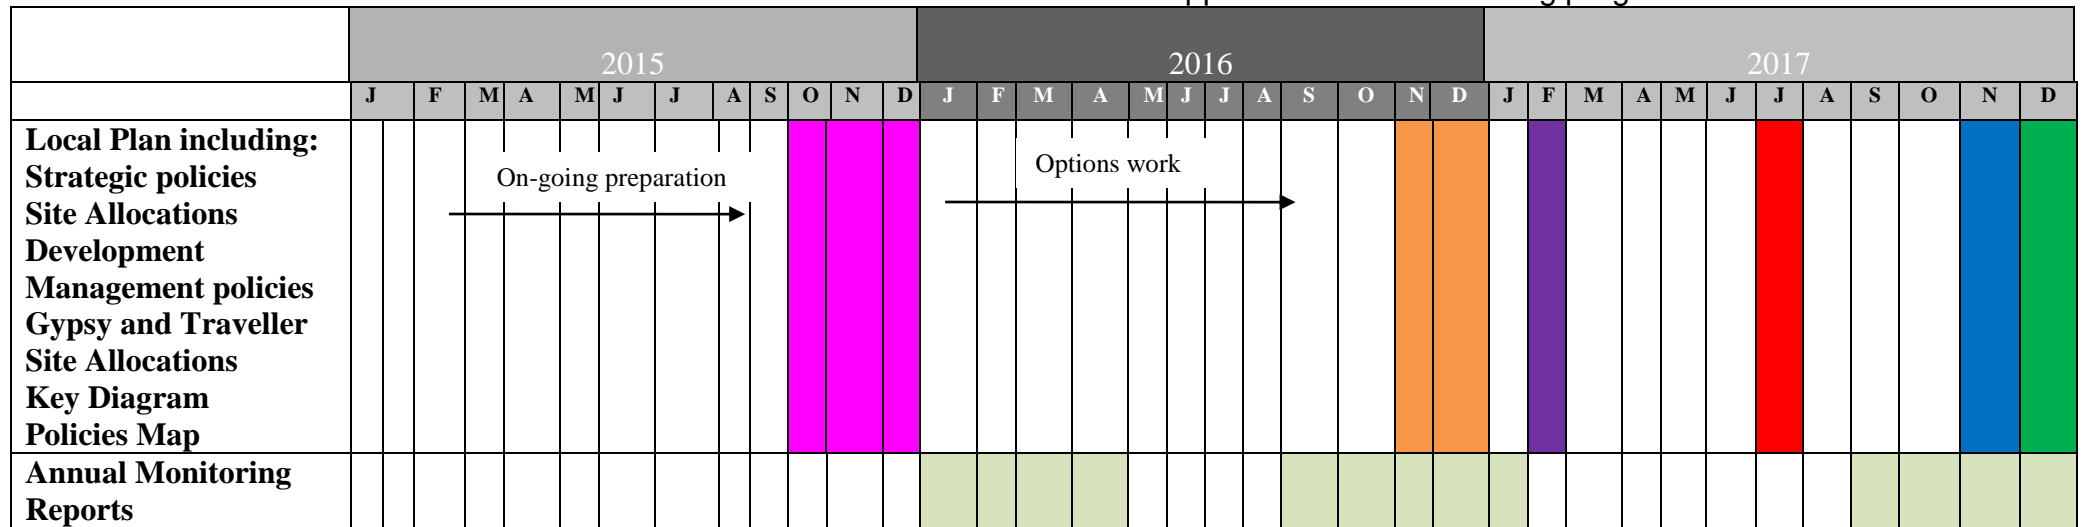 2015 2016 2017
J F M A M J J A S O N D J F M A M J J A S O N D J F M A M J J A S O N D
Local Plan including:
Strategic policies
Site Allocations
Development
Management policies
Gypsy and Traveller
Site Allocations
Key Diagram
Policies Map
On-going preparation
Options work
Annual Monitoring
Reports